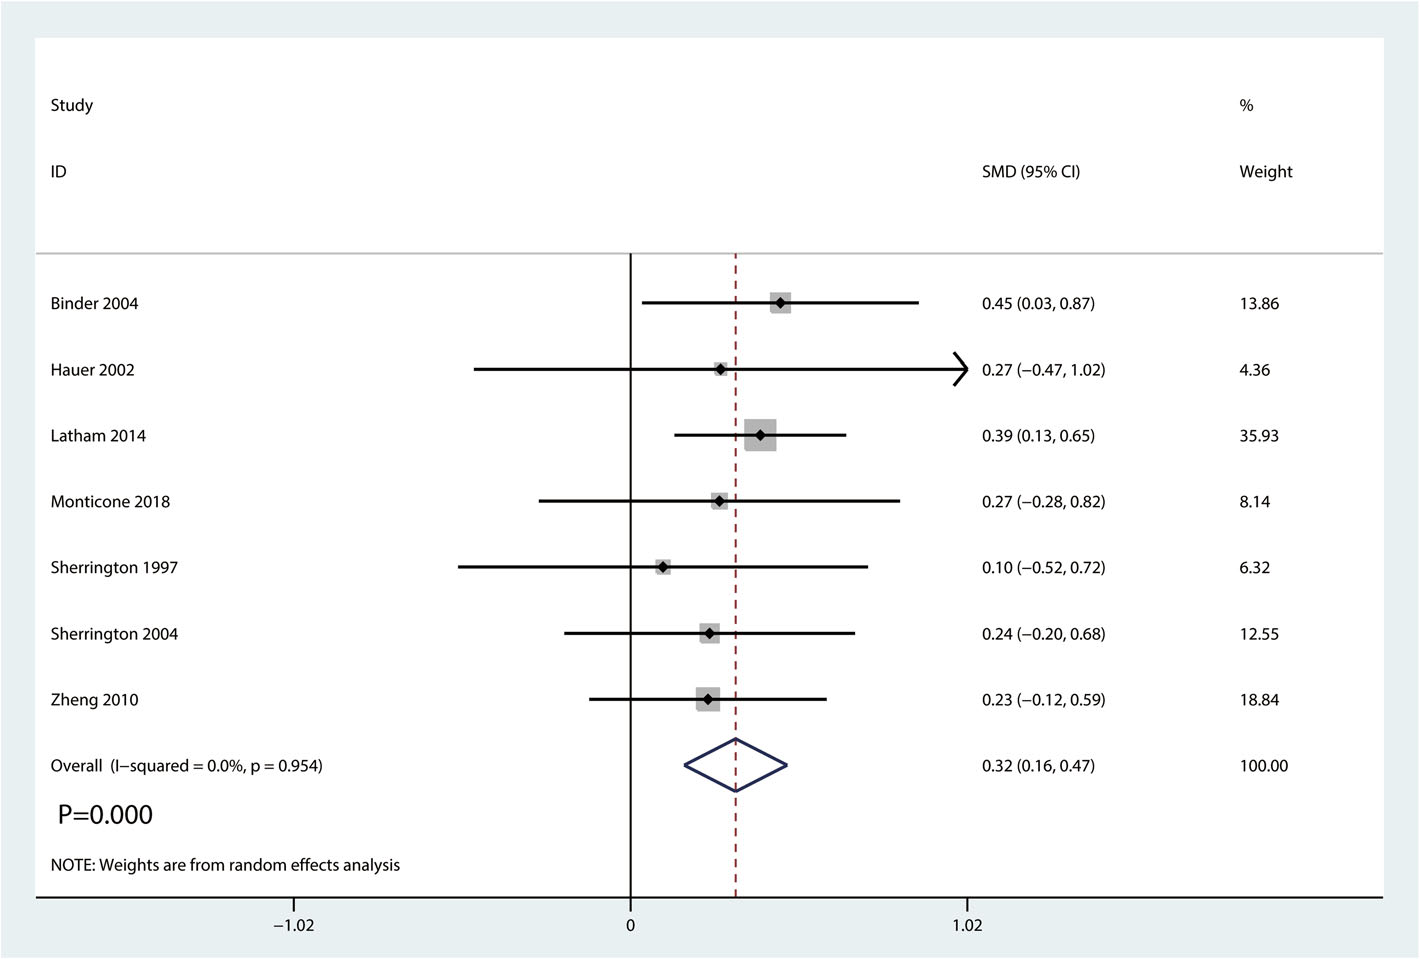 Study %
ID SMD (95% CI) Weight
Binder 2004 0.45 (0.03, 0.87) 13.86
Hauer 2002 0.27 (−0.47, 1.02) 4.36
Latham 2014 0.39 (0.13, 0.65) 35.93
Monticone 2018 0.27 (−0.28, 0.82) 8.14
Sherrington 1997 0.10 (−0.52, 0.72) 6.32
Sherrington 2004 0.24 (−0.20, 0.68) 12.55
Zheng 2010 0.23 (−0.12, 0.59) 18.84
Overall (I−squared = 0.0%, p = 0.954) 0.32 (0.16, 0.47) 100.00
P=0.000
NOTE: Weights are from random effects analysis
−1.02 0 1.02